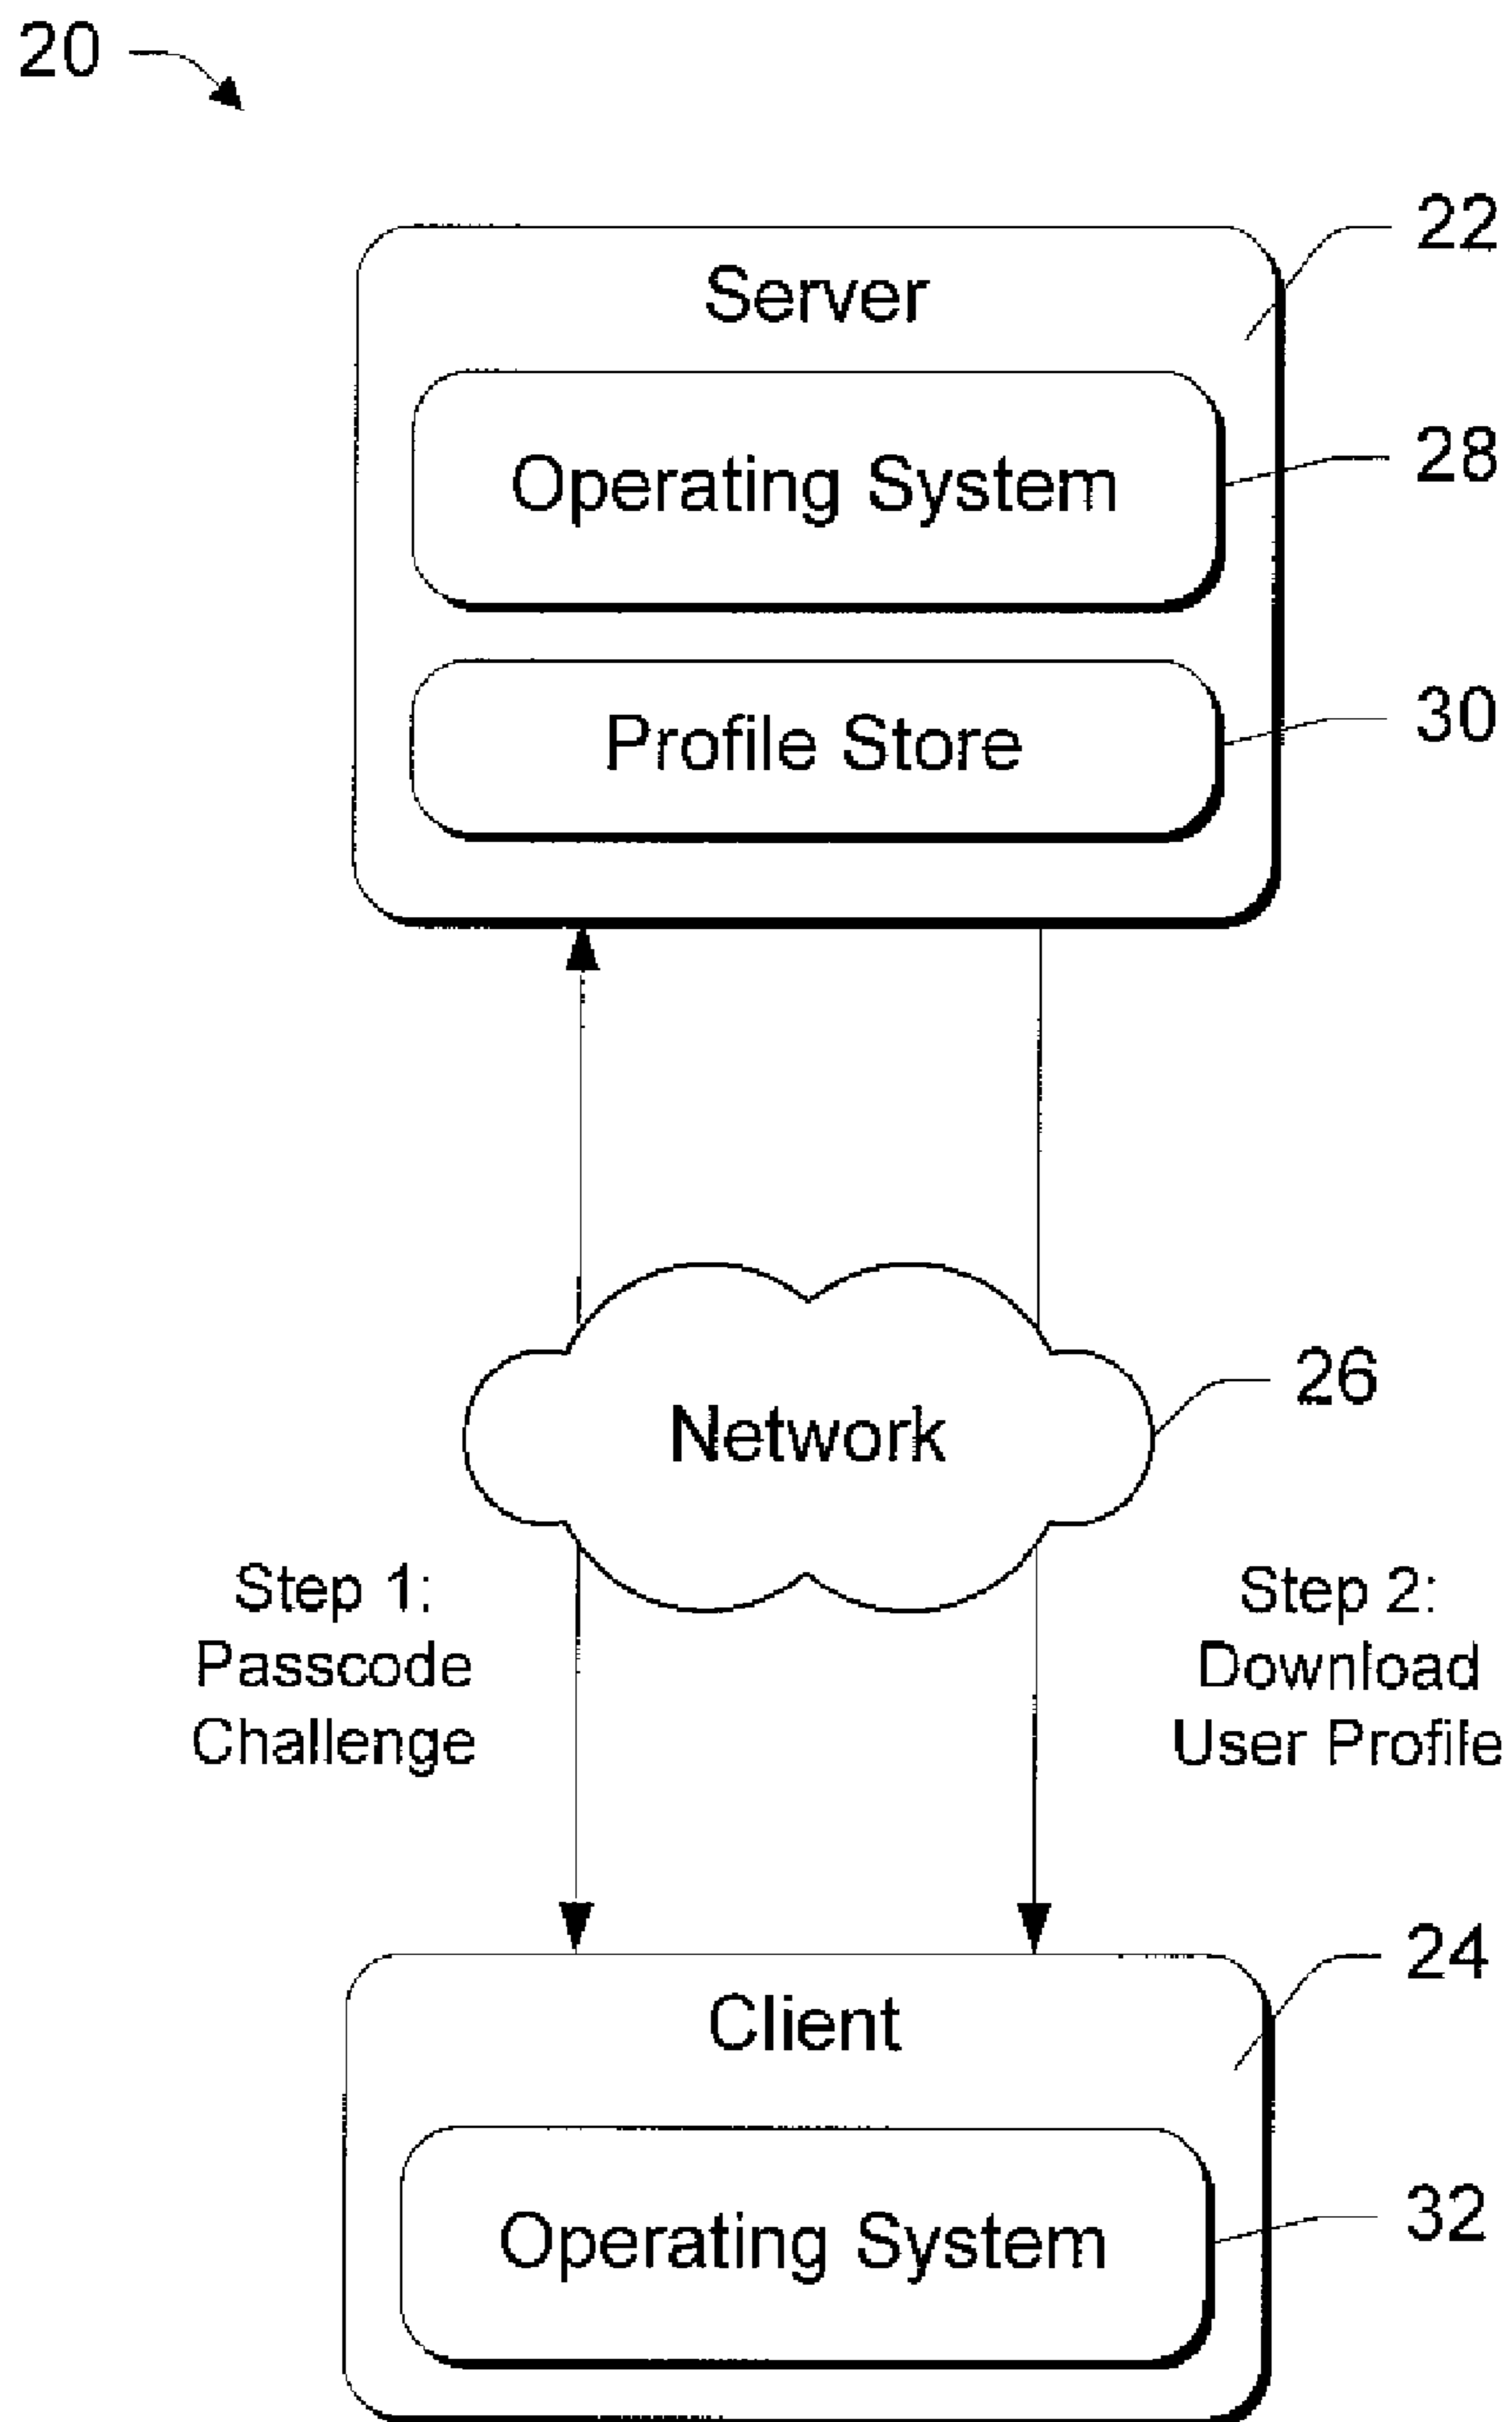 20
22
Server
Operating System
28
Profile Store
30
Network
26
Step 1:
Passcode
Challenge
Step 2:
Download
User Profile
24
Client
Operating System
32